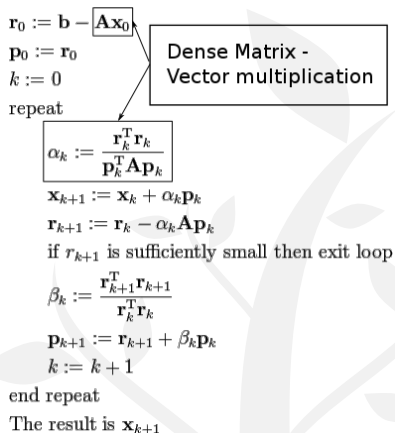 r₀ := b − Ax₀
p₀ := r₀
k := 0
repeat
αₖ := rₖᵀrₖ / pₖᵀApₖ
xₖ₊₁ := xₖ + αₖpₖ
rₖ₊₁ := rₖ − αₖApₖ
if rₖ₊₁ is sufficiently small then exit loop
βₖ := rₖ₊₁ᵀrₖ₊₁ / rₖᵀrₖ
pₖ₊₁ := rₖ₊₁ + βₖpₖ
k := k + 1
end repeat
The result is xₖ₊₁
Dense Matrix -
Vector multiplication